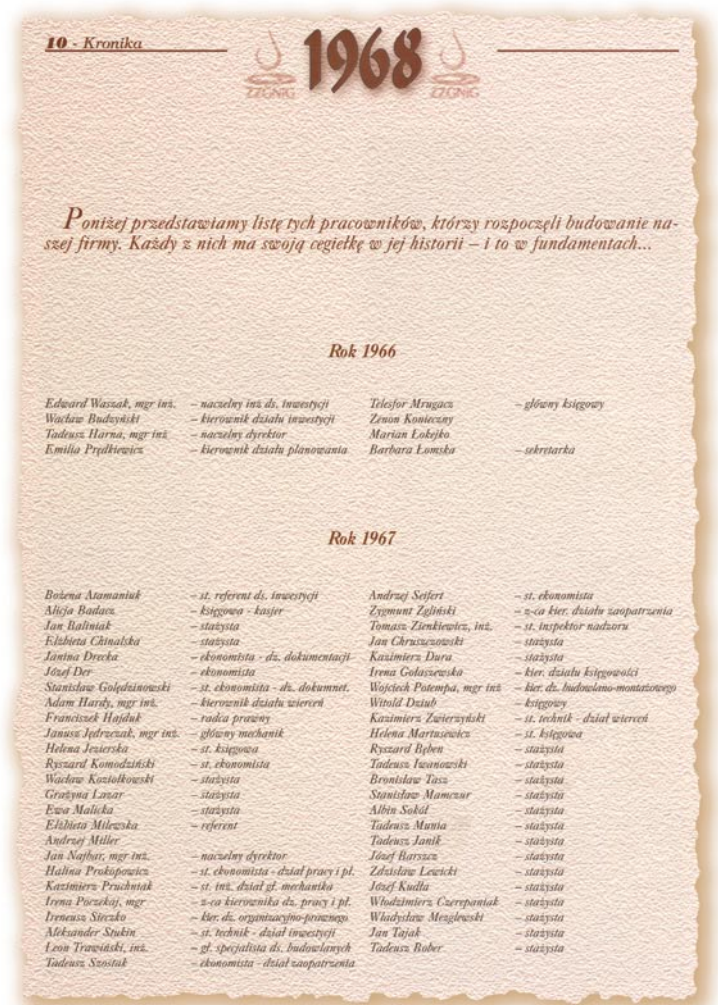 10 - Kronika
1968
ZZGNiG
ZZGNiG
Poniżej przedstawiamy listę tych pracowników, którzy rozpoczęli budowanie na-
szej firmy. Każdy z nich ma swoją cegiełkę w jej historii – i to w fundamentach...
Rok 1966
Edward Waszak, mgr inż. – naczelny inż ds. inwestycji
Wacław Budzyński – kierownik działu inwestycji
Tadeusz Harna, mgr inż – naczelny dyrektor
Emilia Prędkiewicz – kierownik działu planowania
Telesfor Mrugacz – główny księgowy
Zenon Konieczny
Marian Łokejko
Barbara Łomska – sekretarka
Rok 1967
Bożena Atamaniuk – st. referent ds. inwestycji
Alicja Badacz – księgowa - kasjer
Jan Baliniak – stażysta
Elżbieta Chinalska – stażysta
Janina Drecka – ekonomista - dz. dokumentacji
Józef Der – ekonomista
Stanisław Golędzinowski – st. ekonomista - dz. dokumnet.
Adam Hardy, mgr inż. – kierownik działu wierceń
Franciszek Hajduk – radca prawny
Janusz Jędrzczak, mgr inż. – główny mechanik
Helena Jezierska – st. księgowa
Ryszard Komodziński – st. ekonomista
Wacław Koziołkowski – stażysta
Grażyna Lazar – stażysta
Ewa Malicka – stażysta
Elżbieta Milewska – referent
Andrzej Miller
Jan Najbar, mgr inż. – naczelny dyrektor
Halina Prokopowicz – st. ekonomista - dział pracy i pł.
Kazimierz Pruchniak – st. inż. dział gł. mechanika
Irena Poczekaj, mgr – z-ca kierownika dz. pracy i pł.
Ireneusz Sieczko – kier. dz. organizacyjno-prawnego
Aleksander Stukin – st. technik - dział inwestycji
Leon Trawiński, inż. – gł. specjalista ds. budowlanych
Tadeusz Szostak – ekonomista - dział zaopatrzenia
Andrzej Seifert – st. ekonomista
Zygmunt Zgliński – z-ca kier. działu zaopatrzenia
Tomasz Zienkiewicz, inż. – st. inspektor nadzoru
Jan Chruszczowski – stażysta
Kazimierz Dura – stażysta
Irena Gołaszewska – kier. działu księgowości
Wojciech Potempa, mgr inż – kier. dz. budowlano-montażowego
Witold Dziub – księgowy
Kazimierz Zwierzyński – st. technik - dział wierceń
Helena Martusewicz – st. księgowa
Ryszard Bęben – stażysta
Tadeusz Iwanowski – stażysta
Bronisław Tasz – stażysta
Stanisław Mamczur – stażysta
Albin Sokół – stażysta
Tadeusz Munia – stażysta
Tadeusz Janik – stażysta
Józef Barszcz – stażysta
Zdzisław Lewicki – stażysta
Józef Kudła – stażysta
Włodzimierz Czerepaniak – stażysta
Władysław Mezglewski – stażysta
Jan Tajak – stażysta
Tadeusz Bober – stażysta